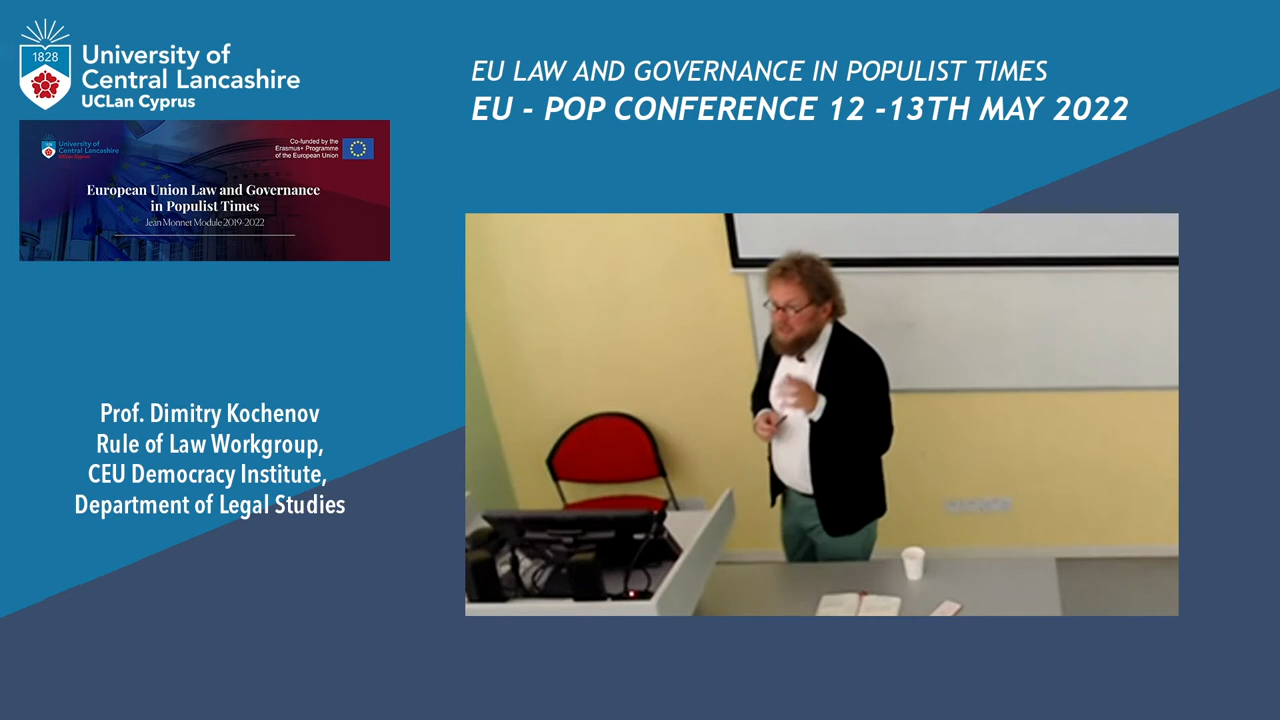 1828
University of
Central Lancashire
UCLan Cyprus
EU LAW AND GOVERNANCE IN POPULIST TIMES
EU - POP CONFERENCE 12 -13TH MAY 2022
University of
Central Lancashire
UCLan Cyprus
Co-funded by the
Erasmus+ Programme
of the European Union
European Union Law and Governance
in Populist Times
Jean Monnet Module 2019-2022
Prof. Dimitry Kochenov
Rule of Law Workgroup,
CEU Democracy Institute,
Department of Legal Studies